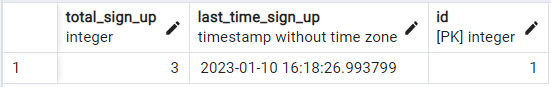 total_sign_up last_time_sign_up id
integer timestamp without time zone [PK] integer
1 3 2023-01-10 16:18:26.993799 1